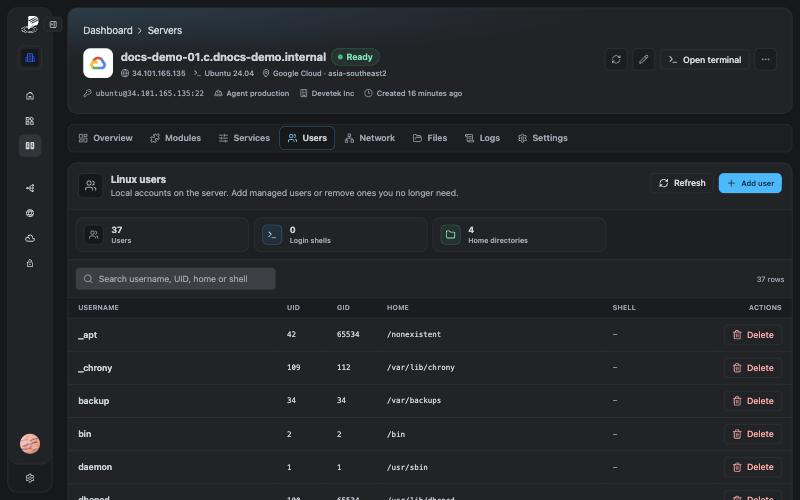 Dashboard > Servers
docs-demo-01.c.dnocs-demo.internal Ready
34.101.165.135 Ubuntu 24.04 Google Cloud · asia-southeast2
Open terminal
ubuntu@34.101.165.135:22 Agent production Devetek Inc Created 16 minutes ago
Overview Modules Services Users Network Files Logs Settings
Linux users
Local accounts on the server. Add managed users or remove ones you no longer need.
Refresh + Add user
37
Users
0
Login shells
4
Home directories
Search username, UID, home or shell
37 rows
USERNAME UID GID HOME SHELL ACTIONS
_apt 42 65534 /nonexistent – Delete
_chrony 109 112 /var/lib/chrony – Delete
backup 34 34 /var/backups – Delete
bin 2 2 /bin – Delete
daemon 1 1 /usr/sbin – Delete